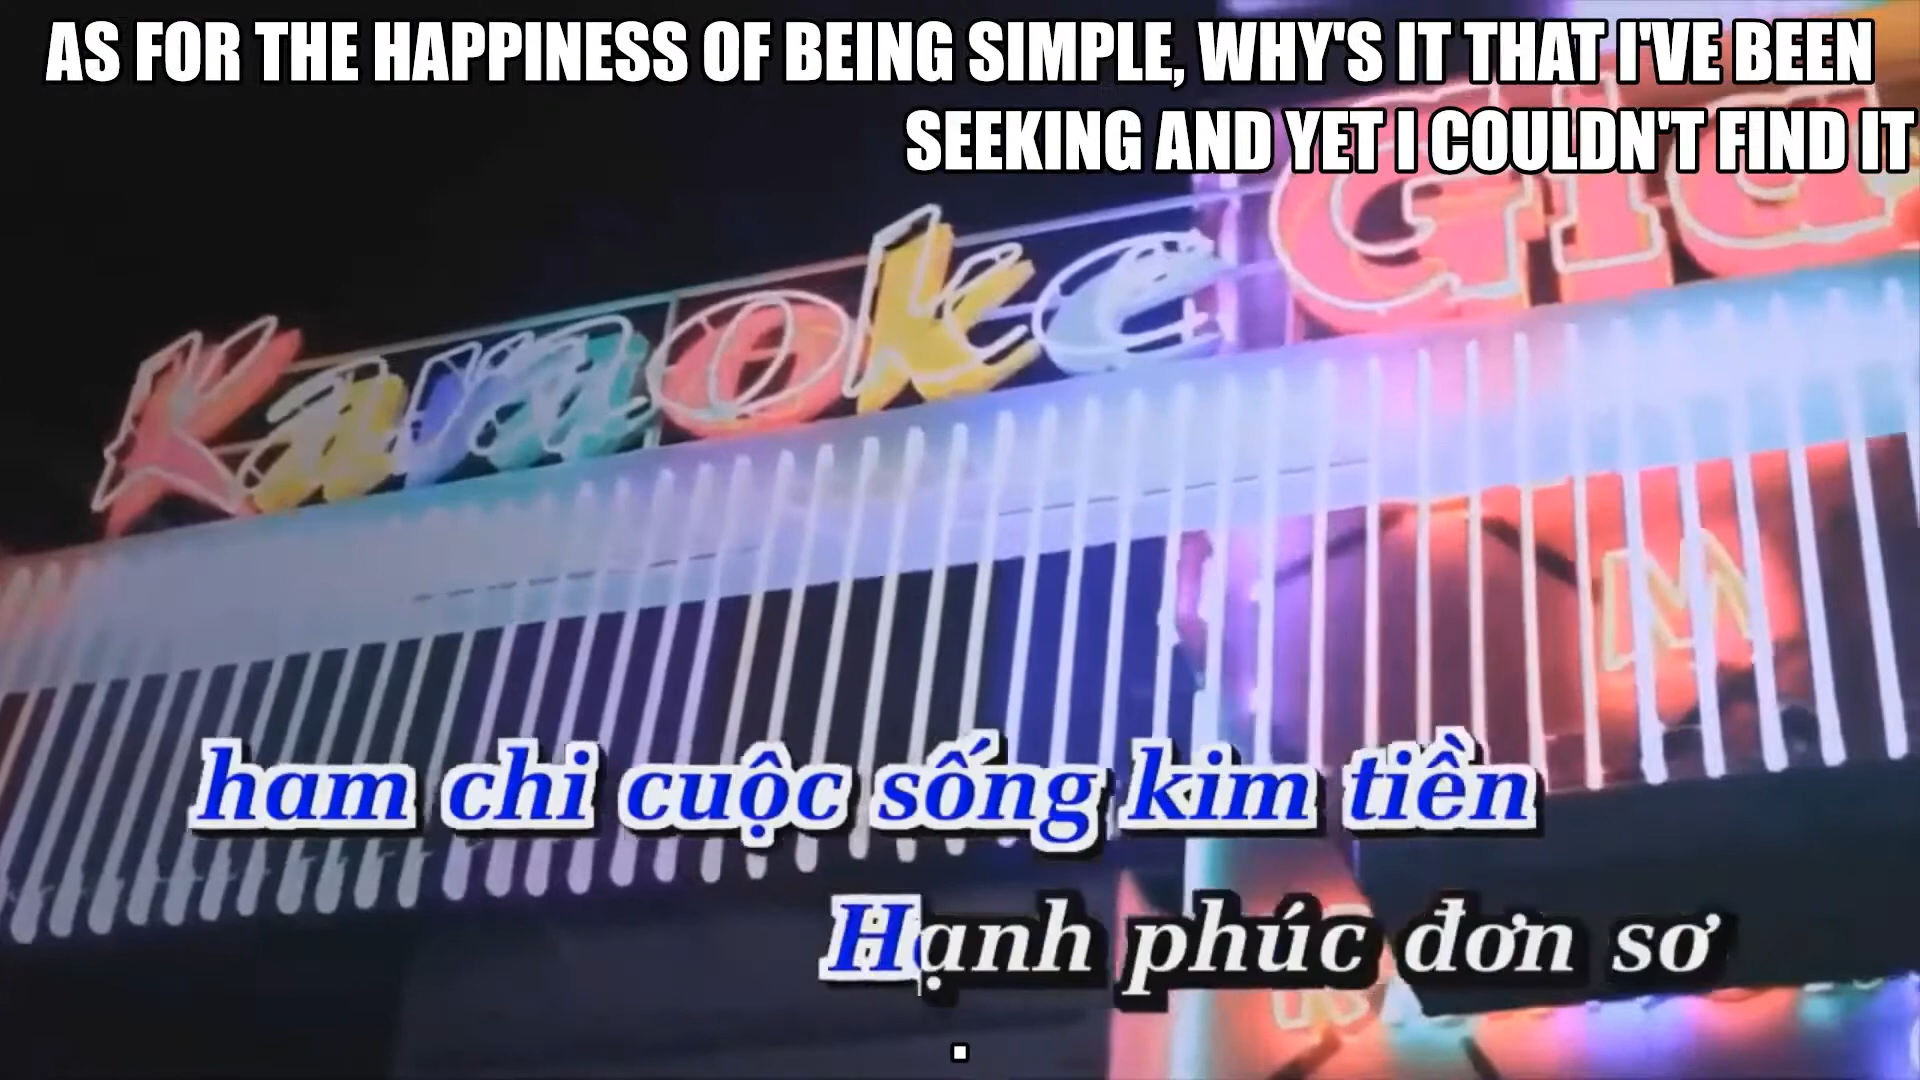 AS FOR THE HAPPINESS OF BEING SIMPLE, WHY'S IT THAT I'VE BEEN
SEEKING AND YET I COULDN'T FIND IT
Karaoke Gia
M
ham chi cuộc sống kim tiền
Hạnh phúc đơn sơ
.